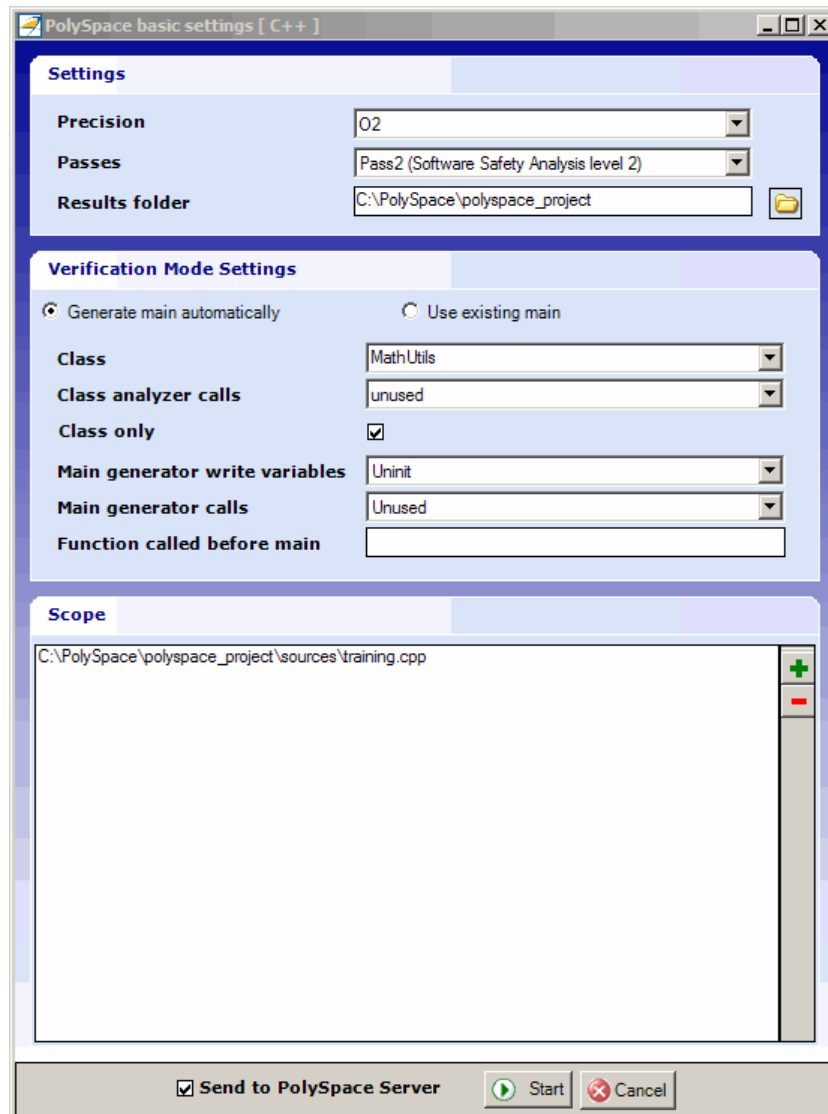 PolySpace basic settings [ C++ ]
Settings
Precision O2
Passes Pass2 (Software Safety Analysis level 2)
Results folder C:\PolySpace\polyspace_project
Verification Mode Settings
Generate main automatically Use existing main
Class MathUtils
Class analyzer calls unused
Class only
Main generator write variables Uninit
Main generator calls Unused
Function called before main
Scope
C:\PolySpace\polyspace_project\sources\training.cpp
Send to PolySpace Server Start Cancel